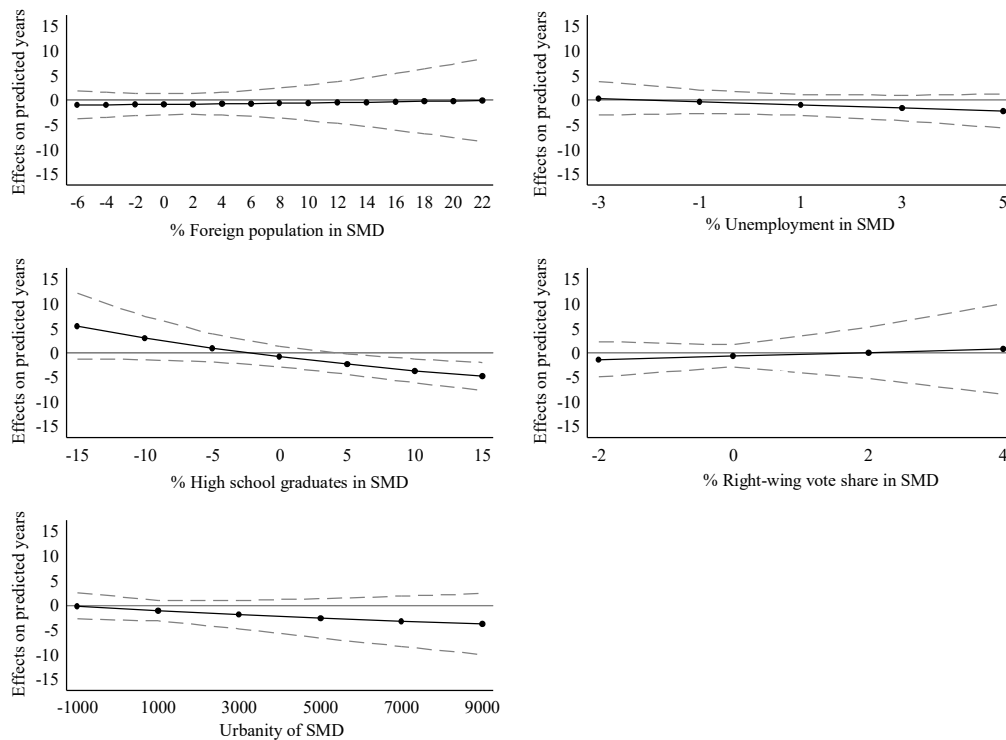 Effects on predicted years
15
10
5
0
-5
-10
-15
-6 -4 -2 0 2 4 6 8 10 12 14 16 18 20 22
% Foreign population in SMD
Effects on predicted years
15
10
5
0
-5
-10
-15
-3 -1 1 3 5
% Unemployment in SMD
Effects on predicted years
15
10
5
0
-5
-10
-15
-15 -10 -5 0 5 10 15
% High school graduates in SMD
Effects on predicted years
15
10
5
0
-5
-10
-15
-2 0 2 4
% Right-wing vote share in SMD
Effects on predicted years
15
10
5
0
-5
-10
-15
-1000 1000 3000 5000 7000 9000
Urbanity of SMD